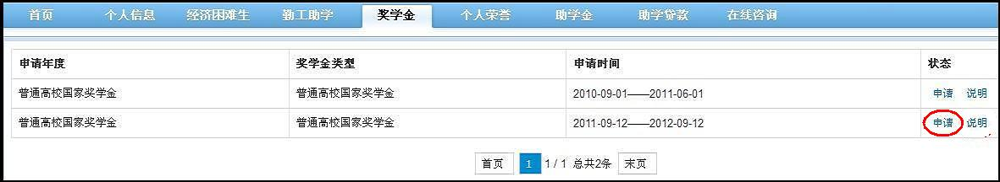 首页 个人信息 经济困难生 勤工助学 奖学金 个人荣誉 助学金 助学贷款 在线咨询
申请年度 奖学金类型 申请时间 状态
普通高校国家奖学金 普通高校国家奖学金 2010-09-01——2011-06-01 申请 说明
普通高校国家奖学金 普通高校国家奖学金 2011-09-12——2012-09-12 申请 说明
首页 1 1 / 1 总共2条 末页